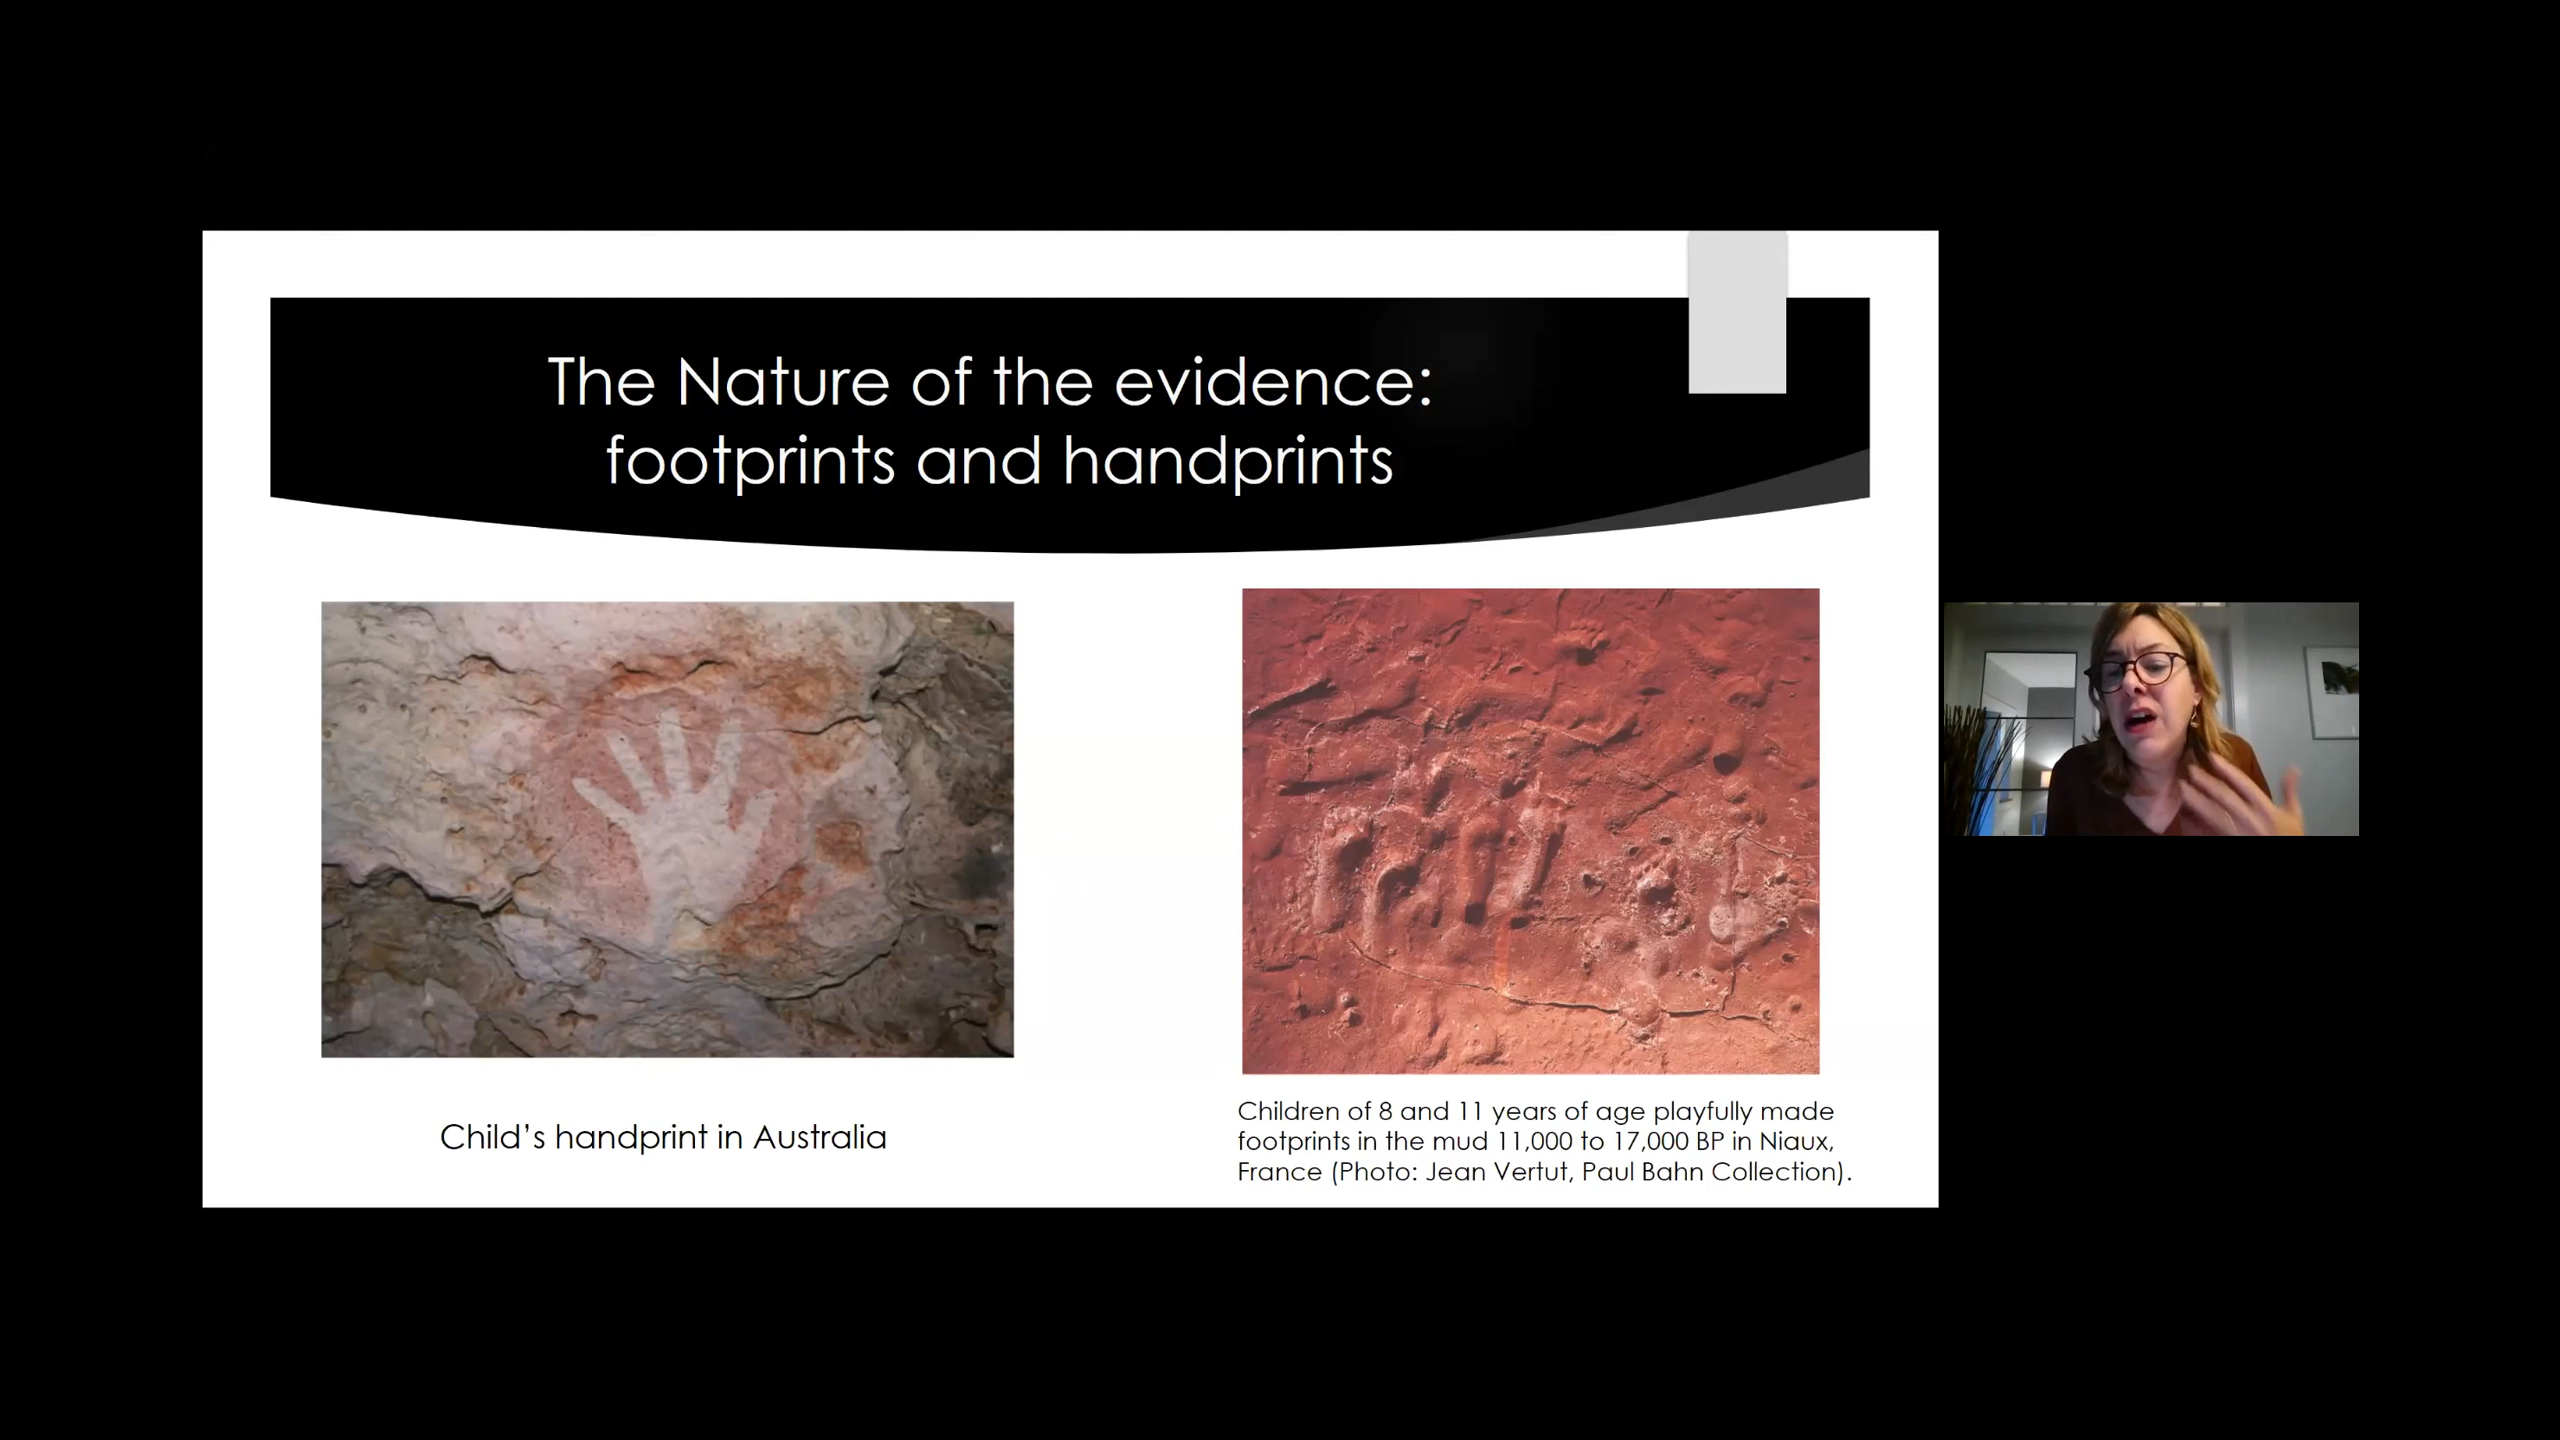 The Nature of the evidence:
footprints and handprints
Child’s handprint in Australia
Children of 8 and 11 years of age playfully made
footprints in the mud 11,000 to 17,000 BP in Niaux,
France (Photo: Jean Vertut, Paul Bahn Collection).